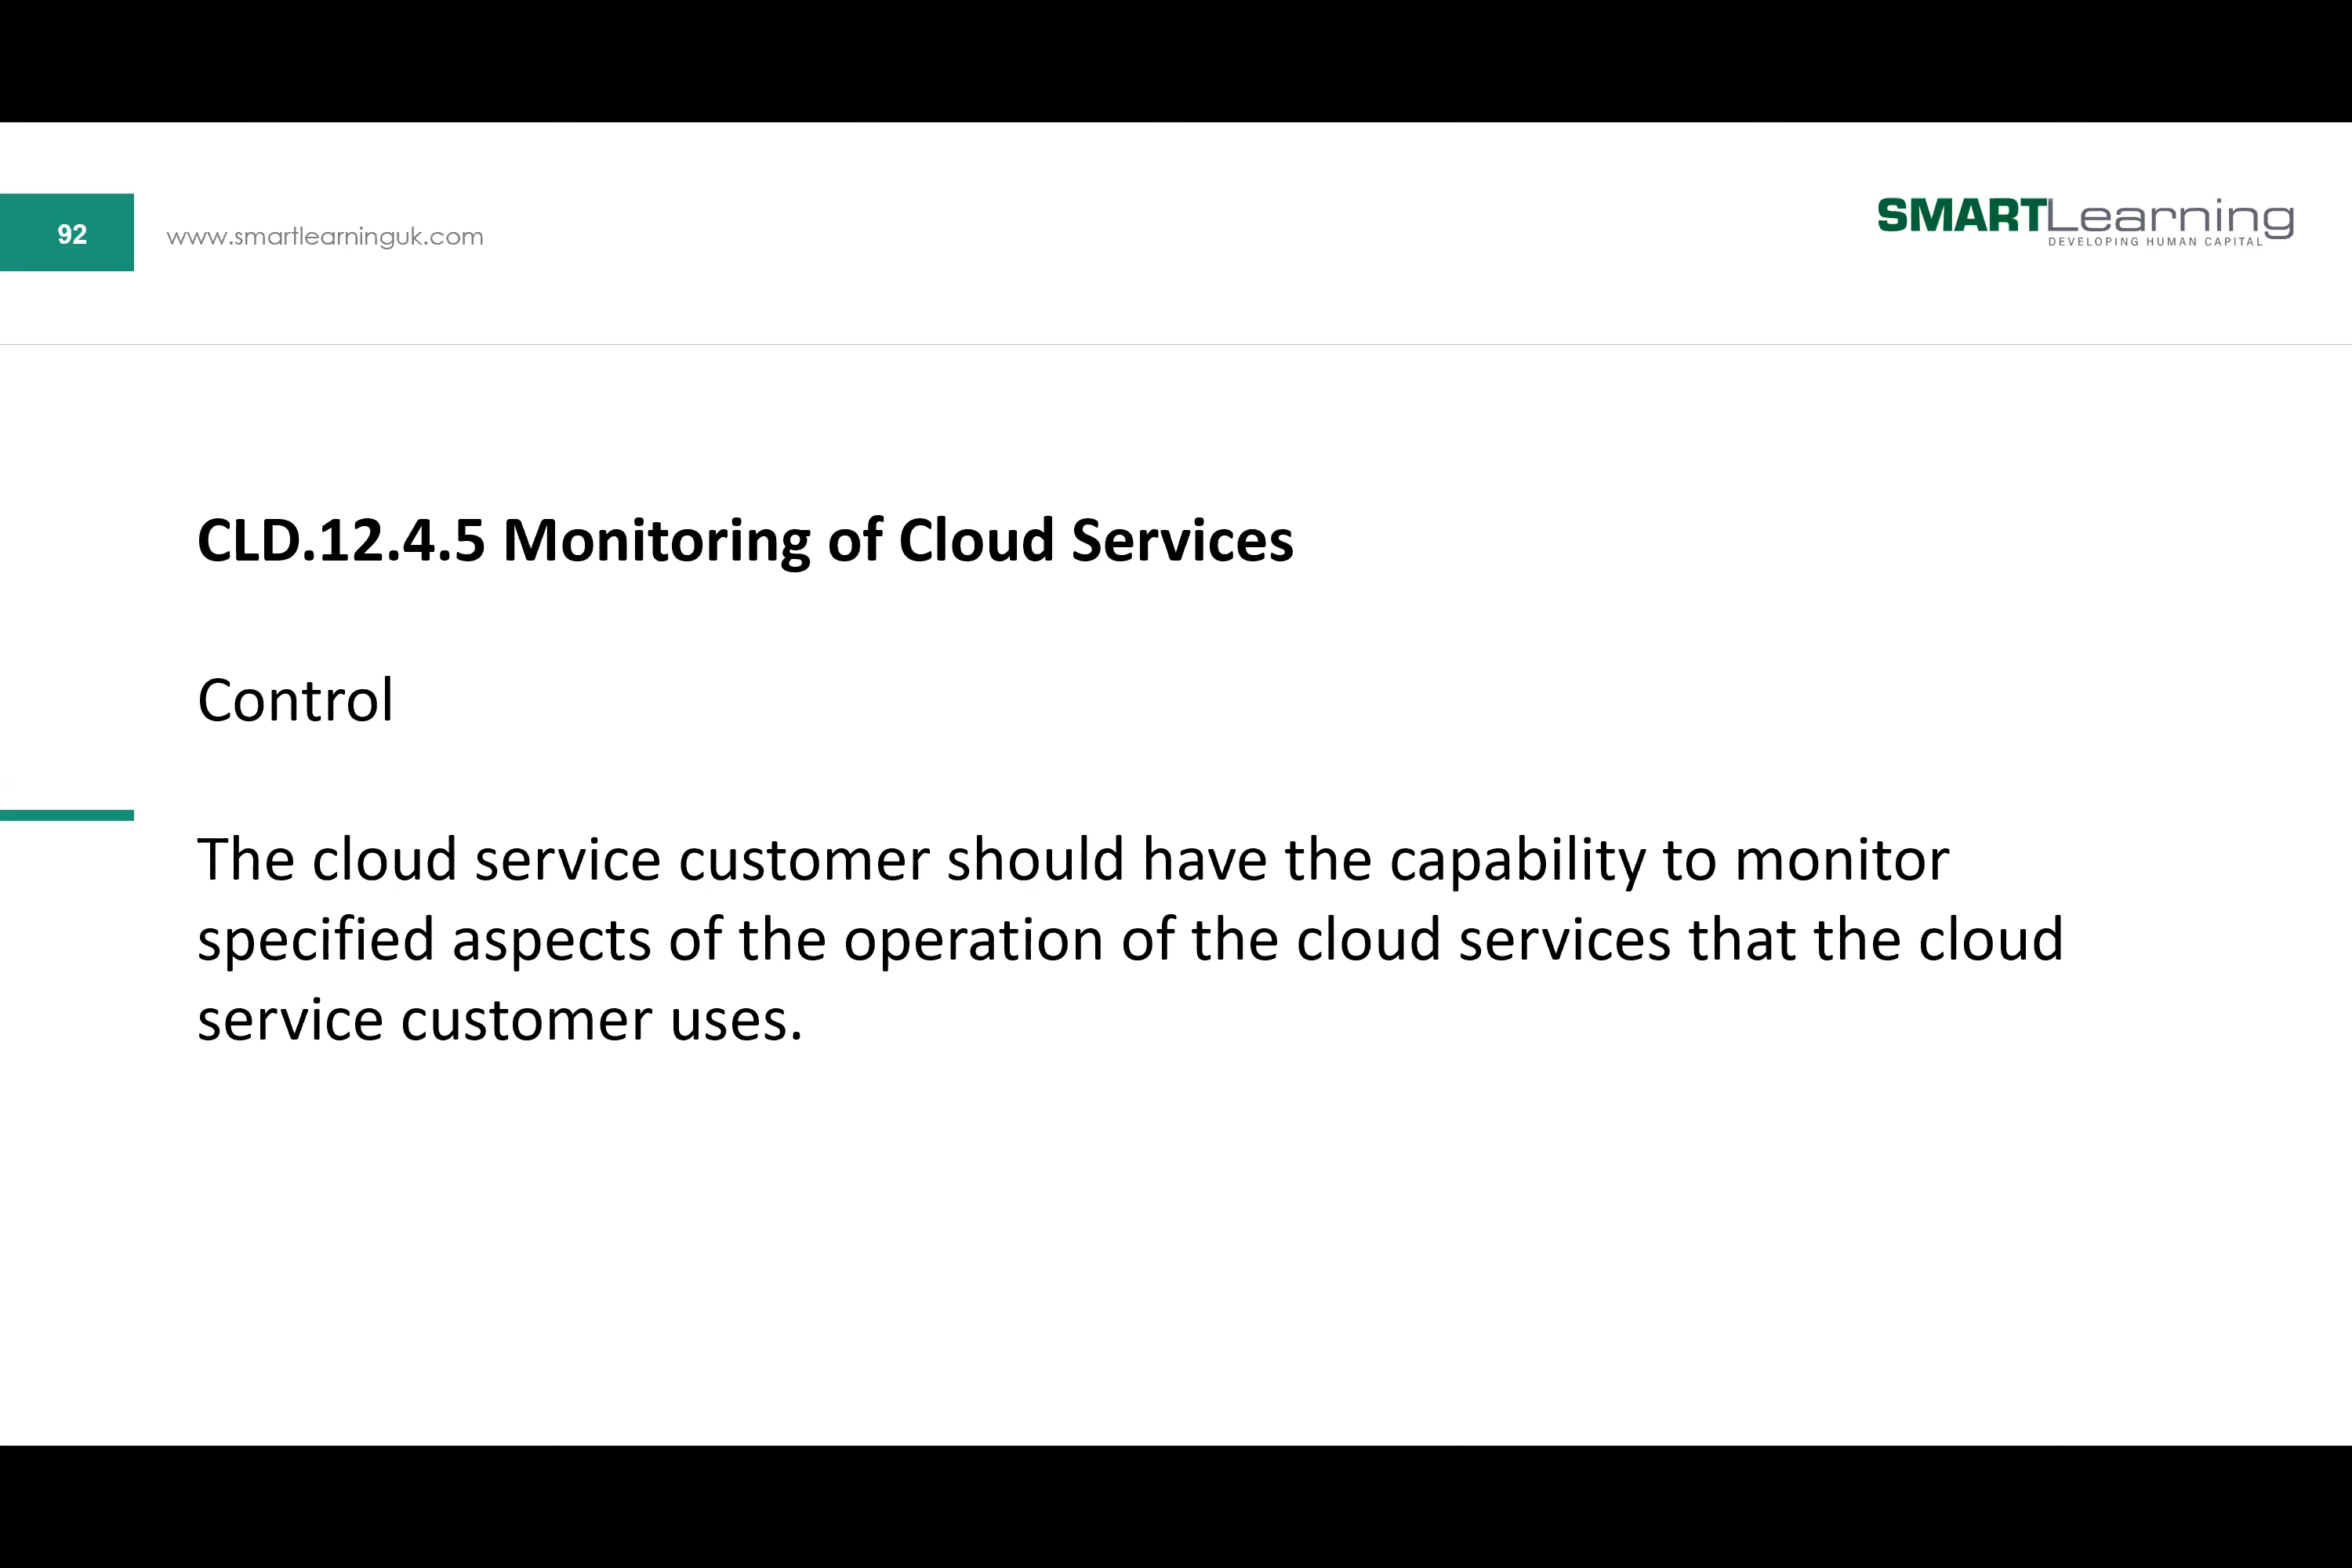 92
www.smartlearninguk.com
SMARTLearning
DEVELOPING HUMAN CAPITAL
CLD.12.4.5 Monitoring of Cloud Services
Control
The cloud service customer should have the capability to monitor
specified aspects of the operation of the cloud services that the cloud
service customer uses.